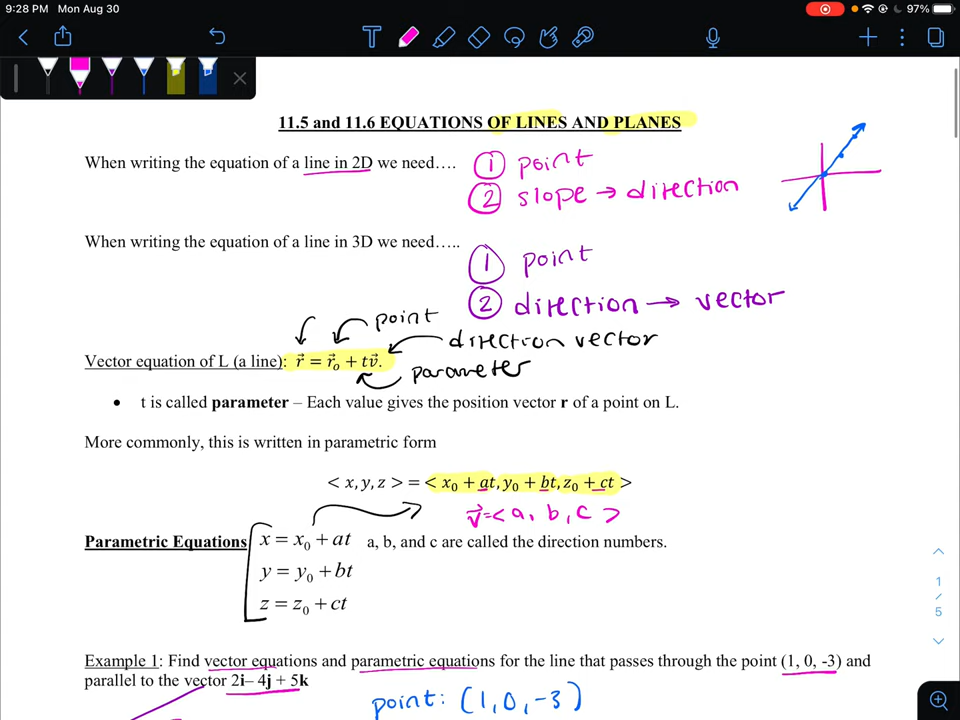 9:28 PM Mon Aug 30
97%
11.5 and 11.6 EQUATIONS OF LINES AND PLANES
When writing the equation of a line in 2D we need….
① point
② slope → direction
When writing the equation of a line in 3D we need…..
① point
② direction → vector
point
direction vector
Vector equation of L (a line): r⃗ = r⃗₀ + tv⃗.
parameter
• t is called parameter – Each value gives the position vector r of a point on L.
More commonly, this is written in parametric form
< x, y, z > = < x₀ + at, y₀ + bt, z₀ + ct >
v⃗ = < a, b, c >
Parametric Equations x = x₀ + at a, b, and c are called the direction numbers.
y = y₀ + bt
z = z₀ + ct
1
/
5
Example 1: Find vector equations and parametric equations for the line that passes through the point (1, 0, -3) and
parallel to the vector 2i– 4j + 5k
point: (1, 0, -3)